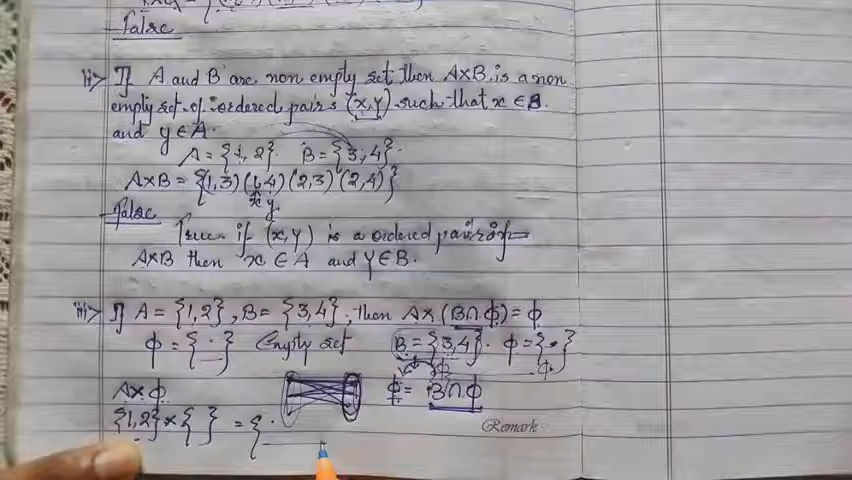 False
ii> If A and B are non empty set then A×B is a non
empty set of ordered pairs (x,y) such that x ∈ B
and y ∈ A.
A = {1, 2} . B = {3, 4} .
A×B = {(1,3) (1,4) (2,3) (2,4)}
x y
False
True if (x,y) is a ordered pair of
A×B then x ∈ A and y ∈ B.
iii> If A = {1,2}, B = {3,4}, then A× (B∩ϕ) = ϕ
ϕ = { } Empty set B = {3,4} . ϕ = { }
ϕ
A×ϕ ϕ = B∩ϕ
{1,2} × { } = {
Romark